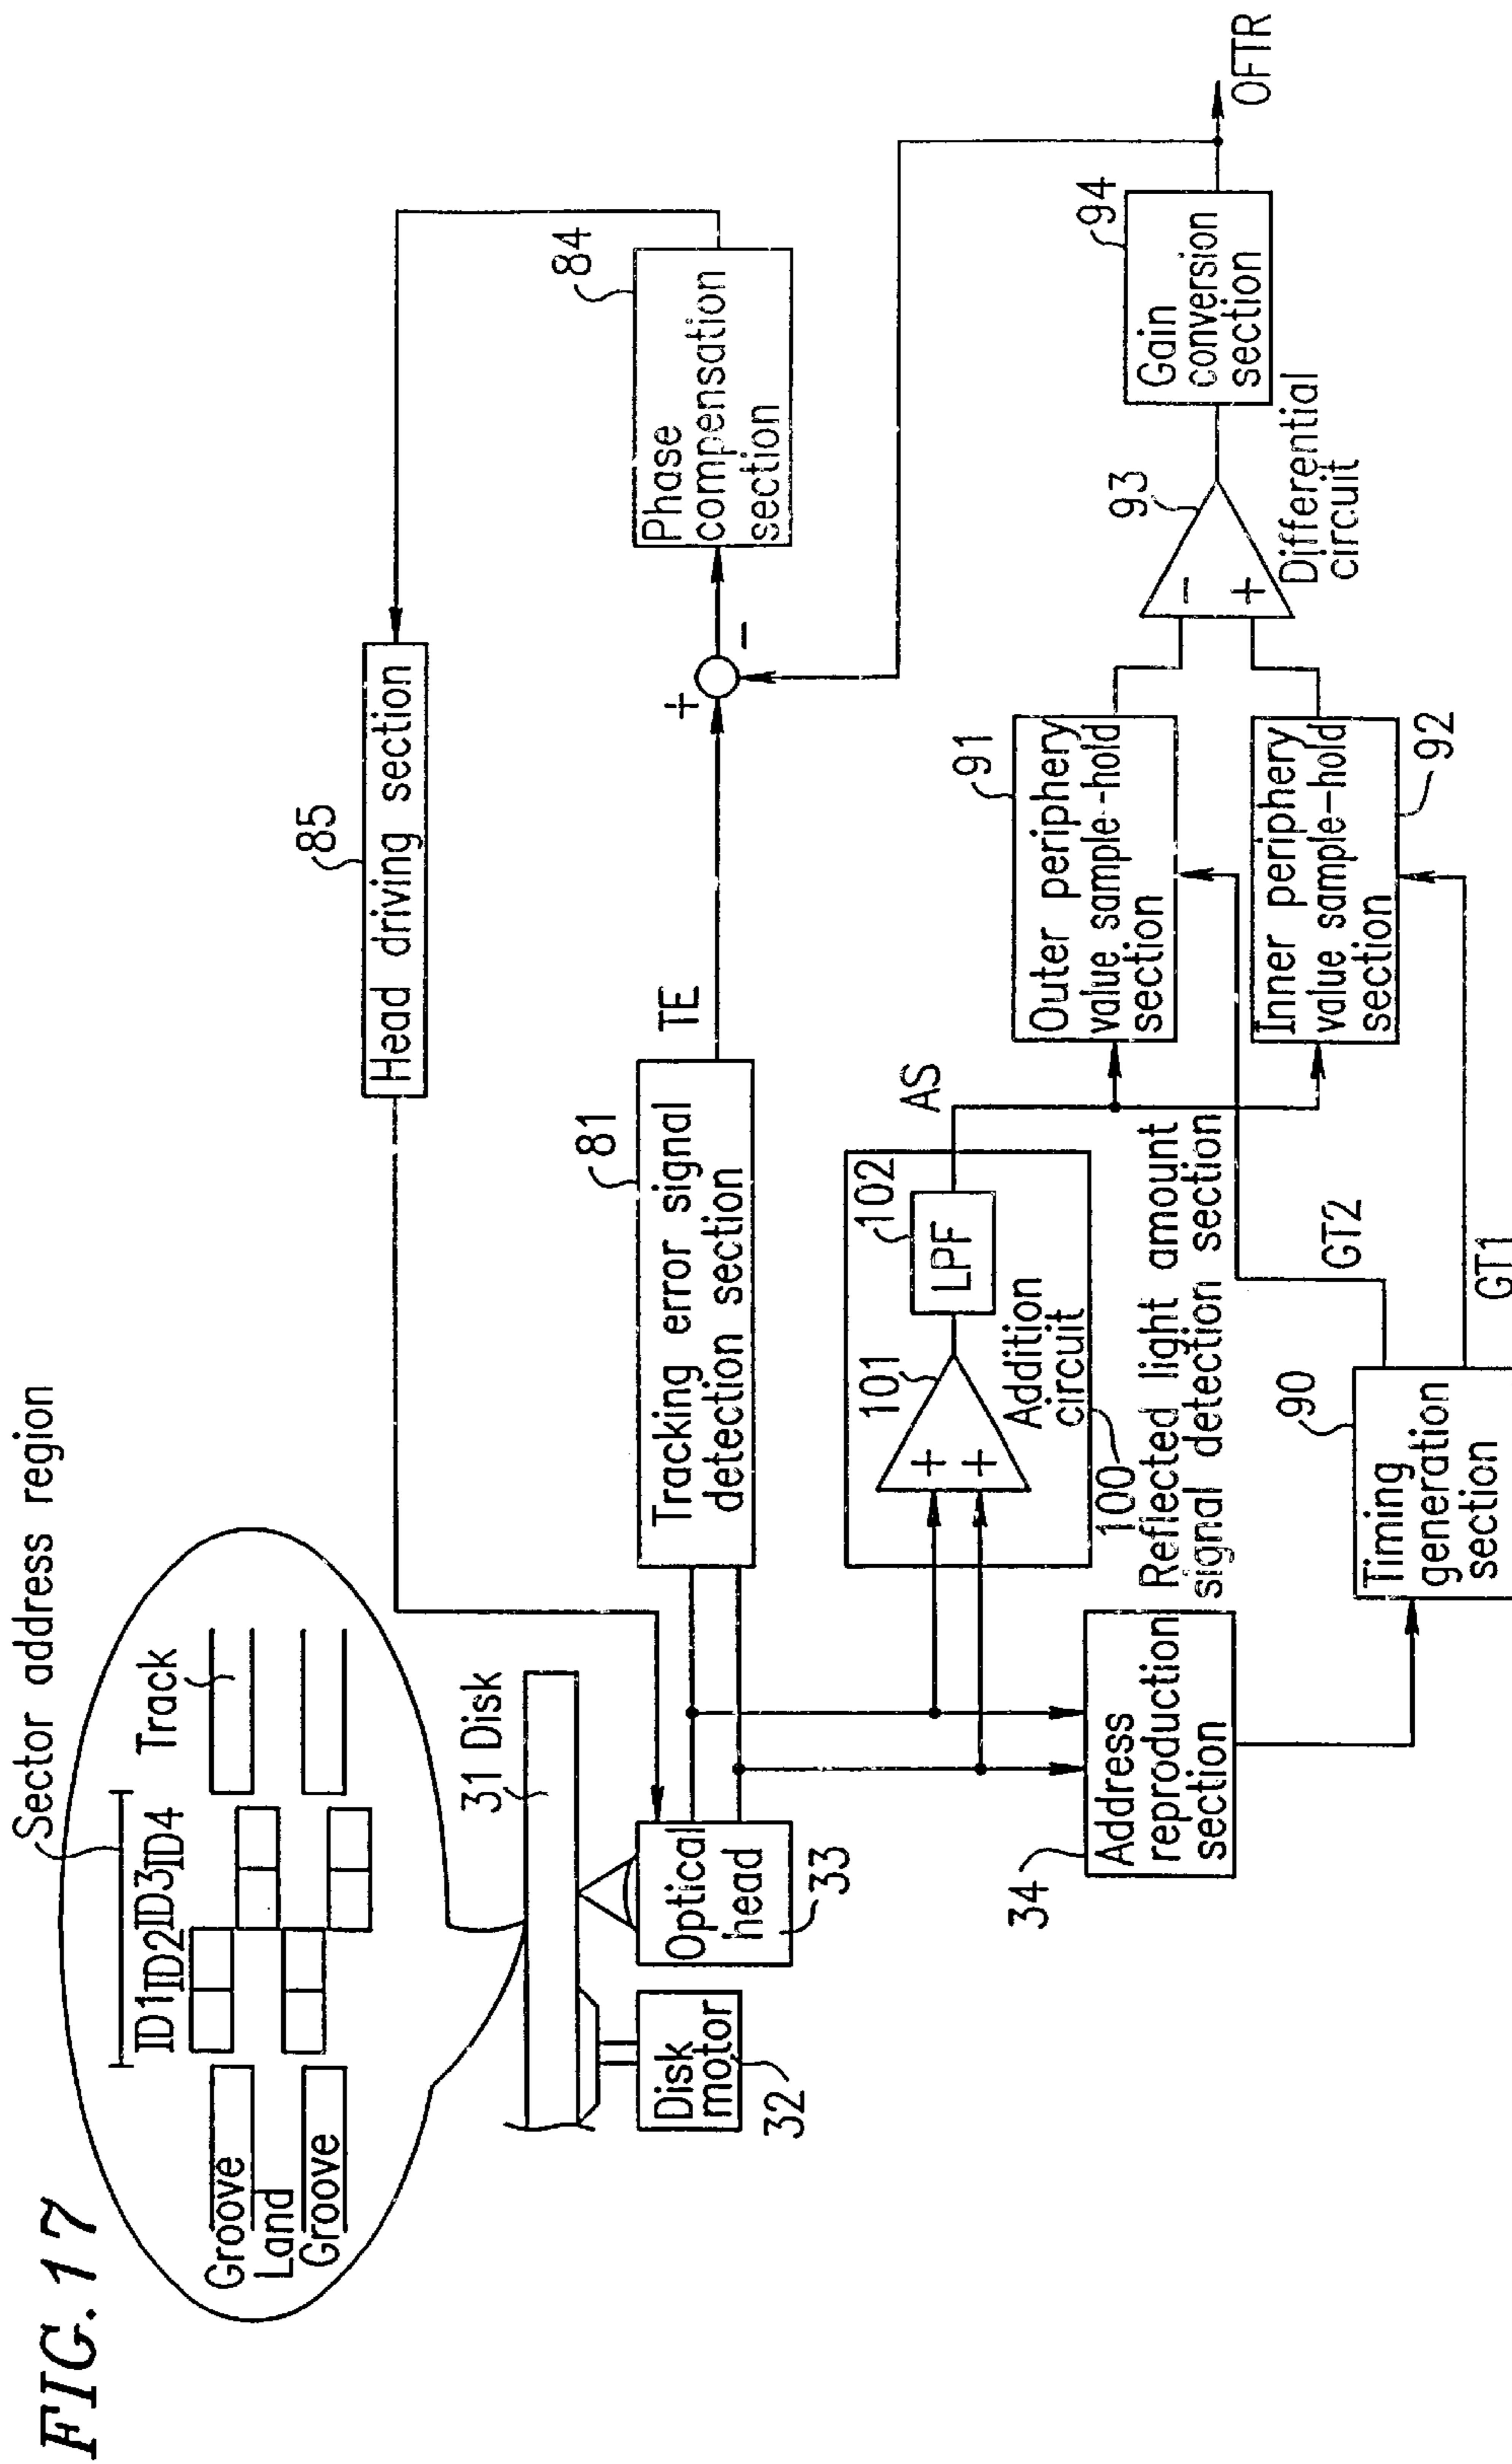 FIG. 17
Sector address region
ID1 ID2 ID3 ID4
Track
Groove
Land
Groove
31 Disk
Disk
motor
32
Optical
head
33
85
Head driving section
81
Tracking error signal
detection section
TE
+
-
84
Phase
compensation
section
101
+
+
102
LPF
Addition
circuit
100
Reflected light amount
signal detection section
AS
34
Address
reproduction
section
90
Timing
generation
section
GT2
GT1
91
Outer periphery
value sample-hold
section
Inner periphery
value sample-hold
section
92
93
-
+
Differential
circuit
94
Gain
conversion
section
OFTR